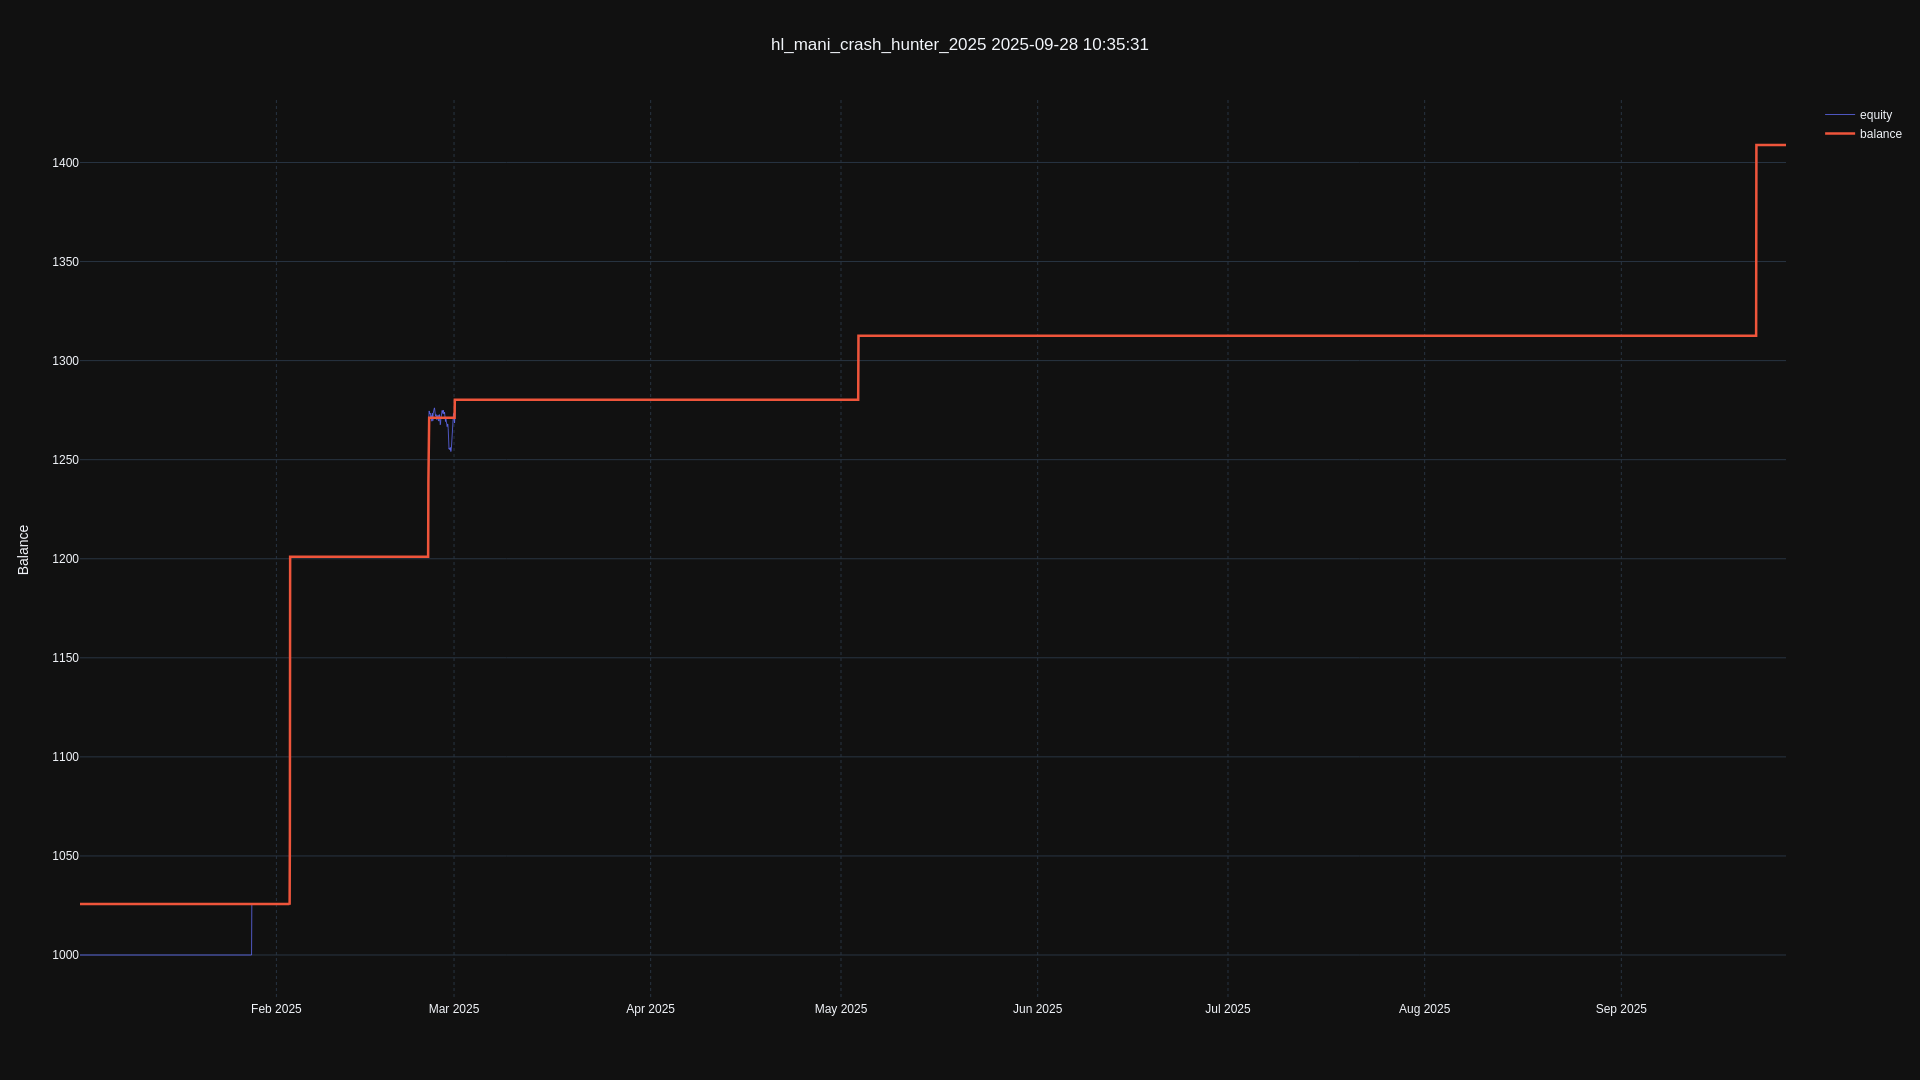 hl_mani_crash_hunter_2025 2025-09-28 10:35:31
equity
balance
1400
1350
1300
1250
1200
1150
1100
1050
1000
Balance
Feb 2025
Mar 2025
Apr 2025
May 2025
Jun 2025
Jul 2025
Aug 2025
Sep 2025